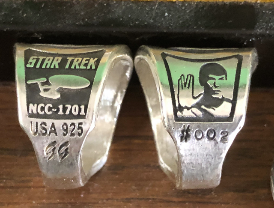 STAR TREK
NCC-1701
USA 925
#002